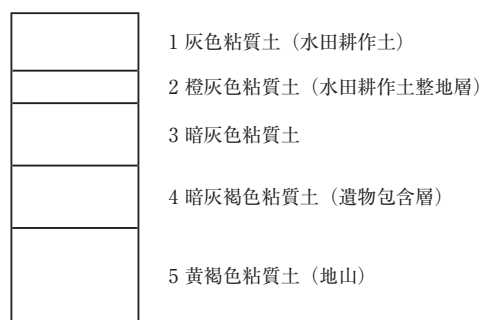 1 灰色粘質土（水田耕作土）
2 橙灰色粘質土（水田耕作土整地層）
3 暗灰色粘質土
4 暗灰褐色粘質土（遺物包含層）
5 黄褐色粘質土（地山）